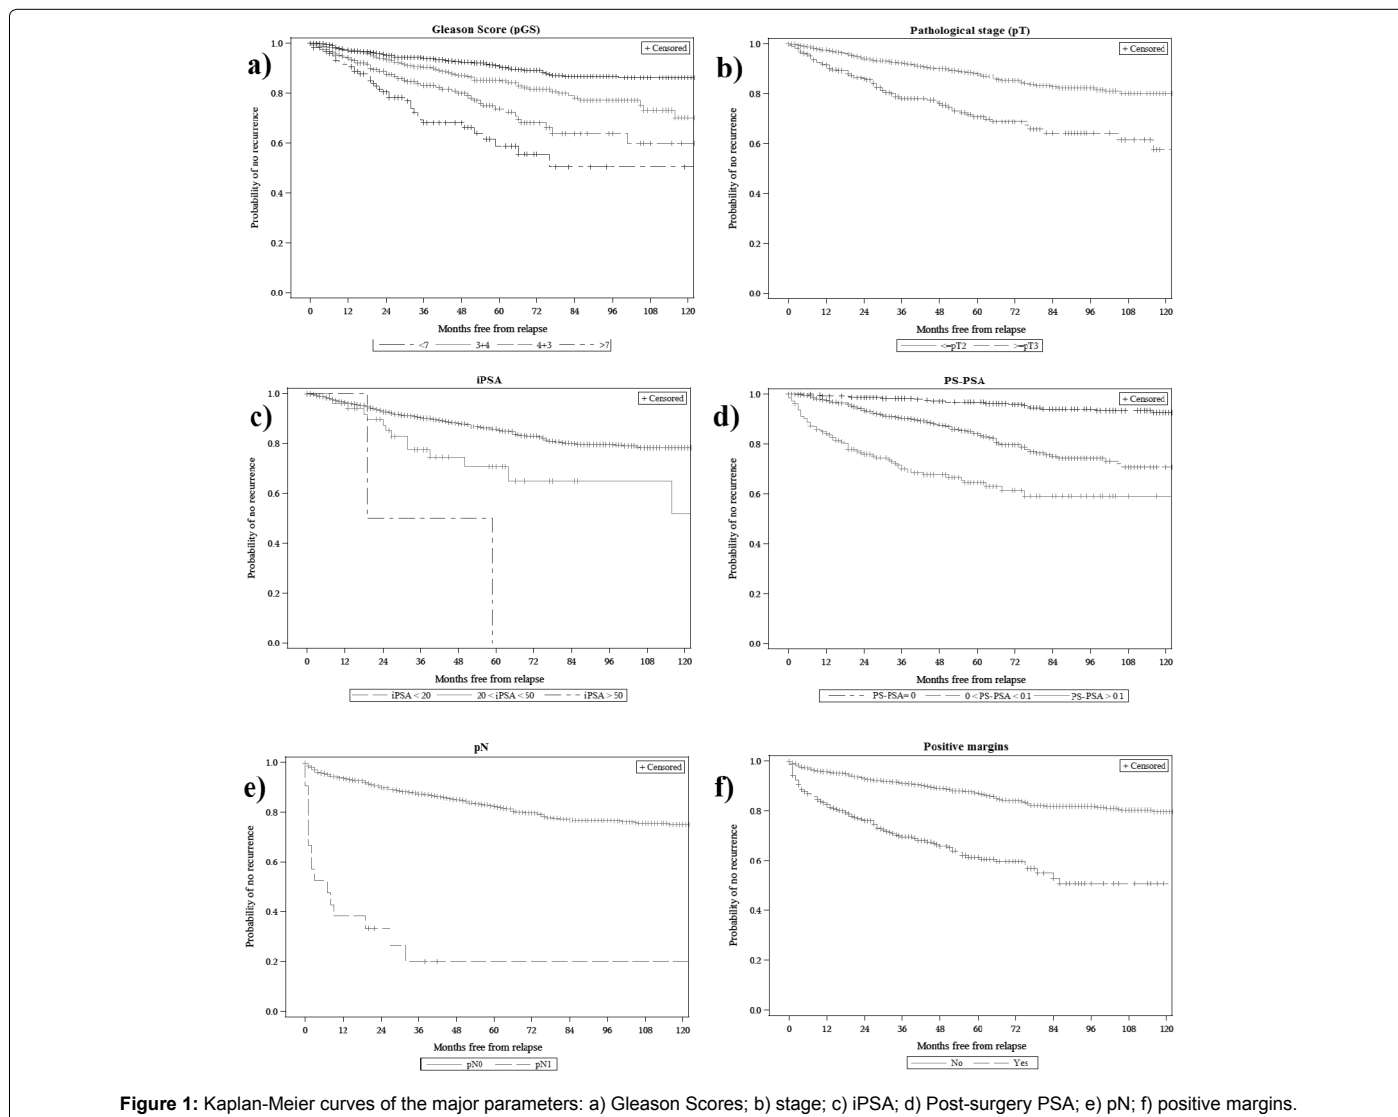 Gleason Score (pGS)
a)
+ Censored
Probability of no recurrence
1.0
0.8
0.6
0.4
0.2
0.0
0 12 24 36 48 60 72 84 96 108 120
Months free from relapse
<7 3+4 4+3 >7
Pathological stage (pT)
b)
+ Censored
Probability of no recurrence
1.0
0.8
0.6
0.4
0.2
0.0
0 12 24 36 48 60 72 84 96 108 120
Months free from relapse
<=pT2 >=pT3
iPSA
c)
+ Censored
Probability of no recurrence
1.0
0.8
0.6
0.4
0.2
0.0
0 12 24 36 48 60 72 84 96 108 120
Months free from relapse
iPSA < 20 20 < iPSA < 50 iPSA > 50
PS-PSA
d)
+ Censored
Probability of no recurrence
1.0
0.8
0.6
0.4
0.2
0.0
0 12 24 36 48 60 72 84 96 108 120
Months free from relapse
PS-PSA= 0 0 < PS-PSA < 0.1 PS-PSA > 0.1
pN
e)
+ Censored
Probability of no recurrence
1.0
0.8
0.6
0.4
0.2
0.0
0 12 24 36 48 60 72 84 96 108 120
Months free from relapse
pN0 pN1
Positive margins
f)
+ Censored
Probability of no recurrence
1.0
0.8
0.6
0.4
0.2
0.0
0 12 24 36 48 60 72 84 96 108 120
Months free from relapse
No Yes
Figure 1: Kaplan-Meier curves of the major parameters: a) Gleason Scores; b) stage; c) iPSA; d) Post-surgery PSA; e) pN; f) positive margins.